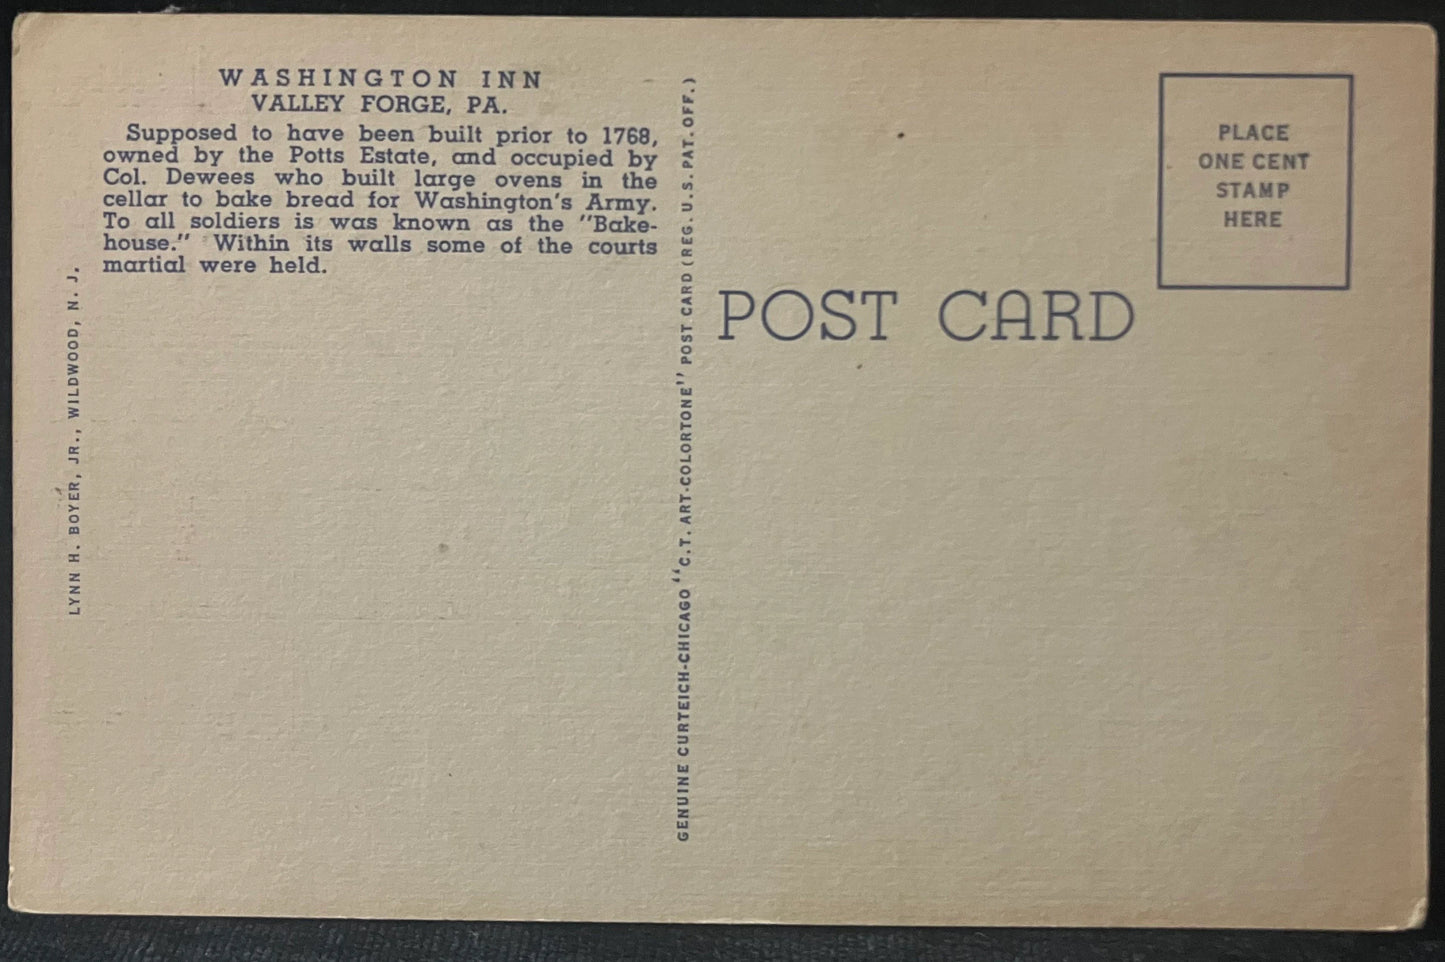 WASHINGTON INN
VALLEY FORGE, PA.
Supposed to have been built prior to 1768,
owned by the Potts Estate, and occupied by
Col. Dewees who built large ovens in the
cellar to bake bread for Washington's Army.
To all soldiers is was known as the "Bake-
house." Within its walls some of the courts
martial were held.
LYNN H. BOYER, JR., WILDWOOD, N. J.
GENUINE CURTEICH-CHICAGO "C.T. ART-COLORTONE" POST CARD (REG. U.S. PAT. OFF.)
POST CARD
PLACE
ONE CENT
STAMP
HERE